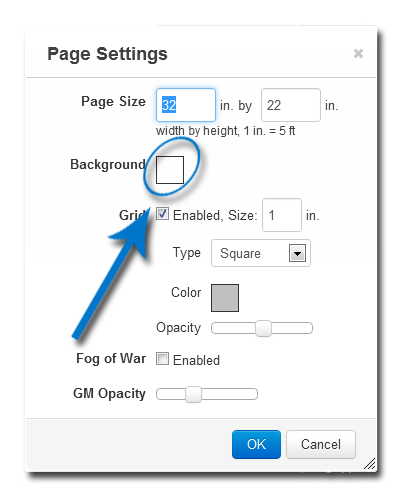 Page Settings ×
Page Size 32 in. by 22 in.
width by height, 1 in. = 5 ft
Background
Grid Enabled, Size: 1 in.
Type Square
Color
Opacity
Fog of War Enabled
GM Opacity
OK Cancel